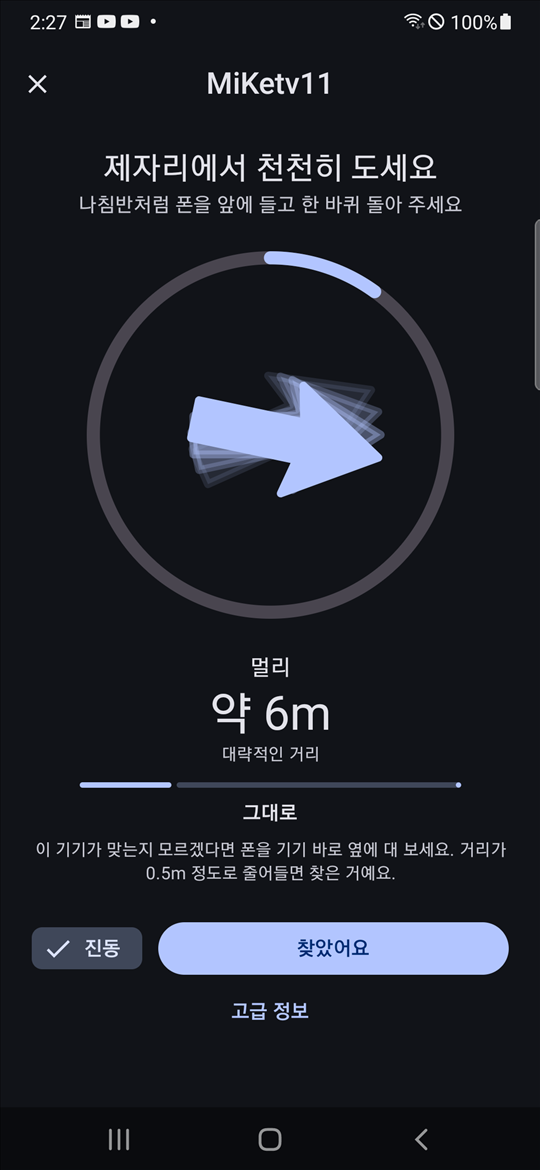 2:27
100%
MiKetv11
제자리에서 천천히 도세요
나침반처럼 폰을 앞에 들고 한 바퀴 돌아 주세요
멀리
약 6m
대략적인 거리
그대로
이 기기가 맞는지 모르겠다면 폰을 기기 바로 옆에 대 보세요. 거리가
0.5m 정도로 줄어들면 찾은 거예요.
진동
찾았어요
고급 정보